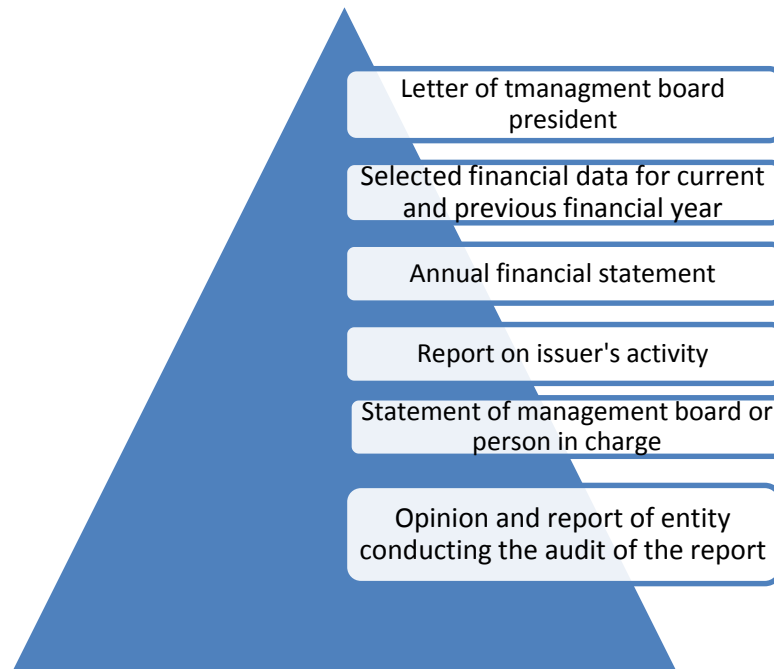 Letter of tmanagment board
president
Selected financial data for current
and previous financial year
Annual financial statement
Report on issuer's activity
Statement of management board or
person in charge
Opinion and report of entity
conducting the audit of the report